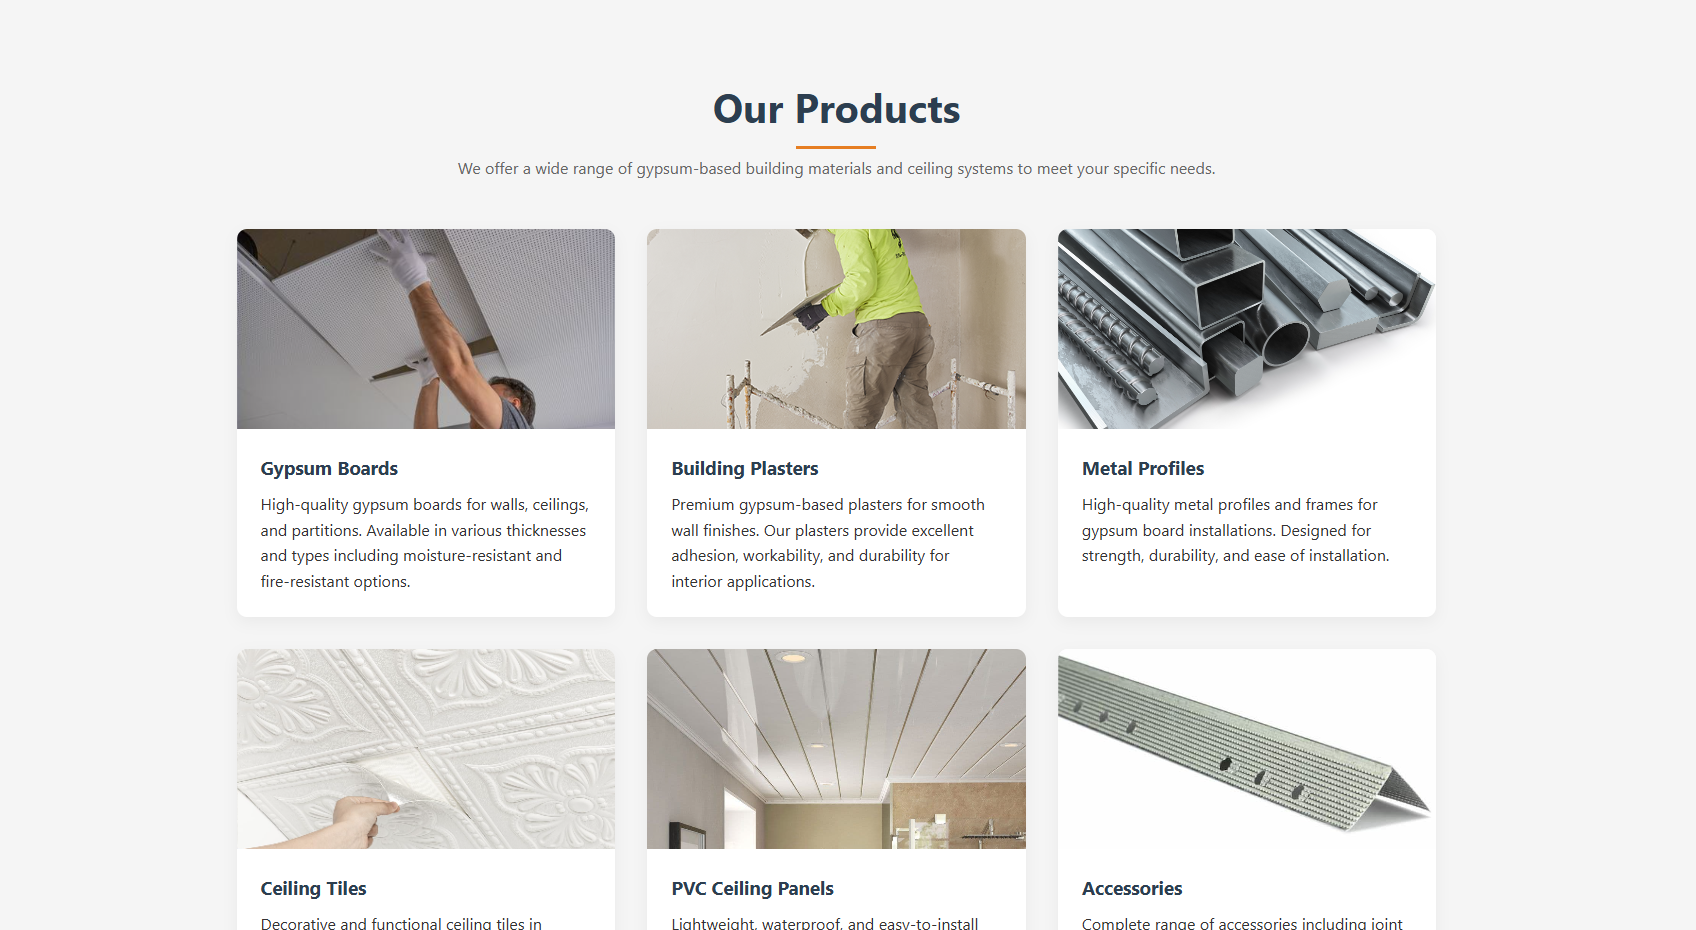 Our Products
We offer a wide range of gypsum-based building materials and ceiling systems to meet your specific needs.
Gypsum Boards
High-quality gypsum boards for walls, ceilings,
and partitions. Available in various thicknesses
and types including moisture-resistant and
fire-resistant options.
Building Plasters
Premium gypsum-based plasters for smooth
wall finishes. Our plasters provide excellent
adhesion, workability, and durability for
interior applications.
Metal Profiles
High-quality metal profiles and frames for
gypsum board installations. Designed for
strength, durability, and ease of installation.
Ceiling Tiles
Decorative and functional ceiling tiles in
PVC Ceiling Panels
Lightweight, waterproof, and easy-to-install
Accessories
Complete range of accessories including joint